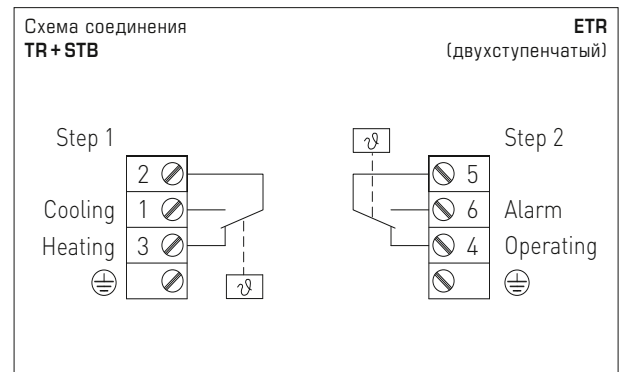 Схема соединения
TR+STB
ETR
(двухступенчатый)
Step 1
2
Cooling 1
Heating 3
ϑ
ϑ
Step 2
5
6 Alarm
4 Operating